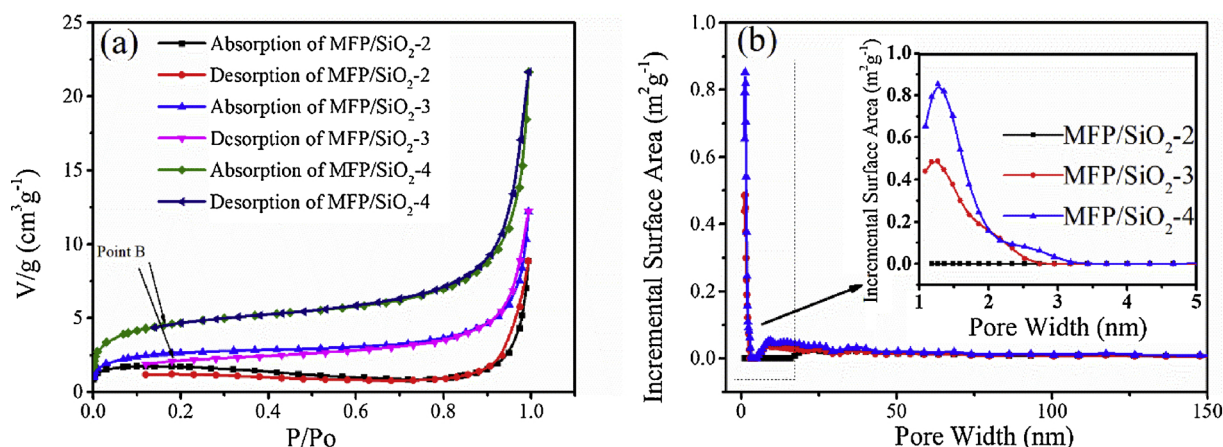 (a)
25
20
15
10
5
0
V/g (cm³g⁻¹)
Absorption of MFP/SiO₂-2
Desorption of MFP/SiO₂-2
Absorption of MFP/SiO₂-3
Desorption of MFP/SiO₂-3
Absorption of MFP/SiO₂-4
Desorption of MFP/SiO₂-4
Point B
0.0 0.2 0.4 0.6 0.8 1.0
P/Po
(b)
1.0
0.8
0.6
0.4
0.2
0.0
Incremental Surface Area (m²g⁻¹)
0 25 50 75 100 125 150
Pore Width (nm)
1.0
0.8
0.6
0.4
0.2
0.0
Incremental Surface Area (m²g⁻¹)
MFP/SiO₂-2
MFP/SiO₂-3
MFP/SiO₂-4
1 2 3 4 5
Pore Width (nm)